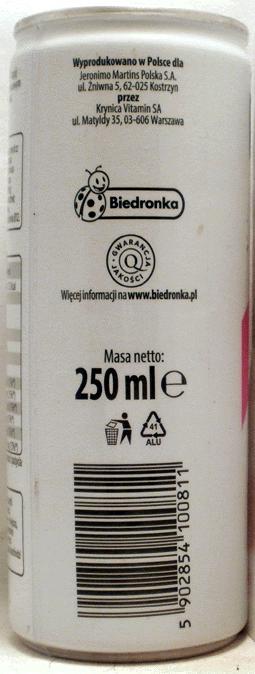 Wyprodukowano w Polsce dla
Jeronimo Martins Polska S.A.
ul. Żniwna 5, 62-025 Kostrzyn
przez
Krynica Vitamin SA
ul. Matyldy 35, 03-606 Warszawa
Biedronka
GWARANCJA
Q
JAKOŚCI
Więcej informacji na www.biedronka.pl
Masa netto:
250 ml e
41
ALU
5 902854 100811